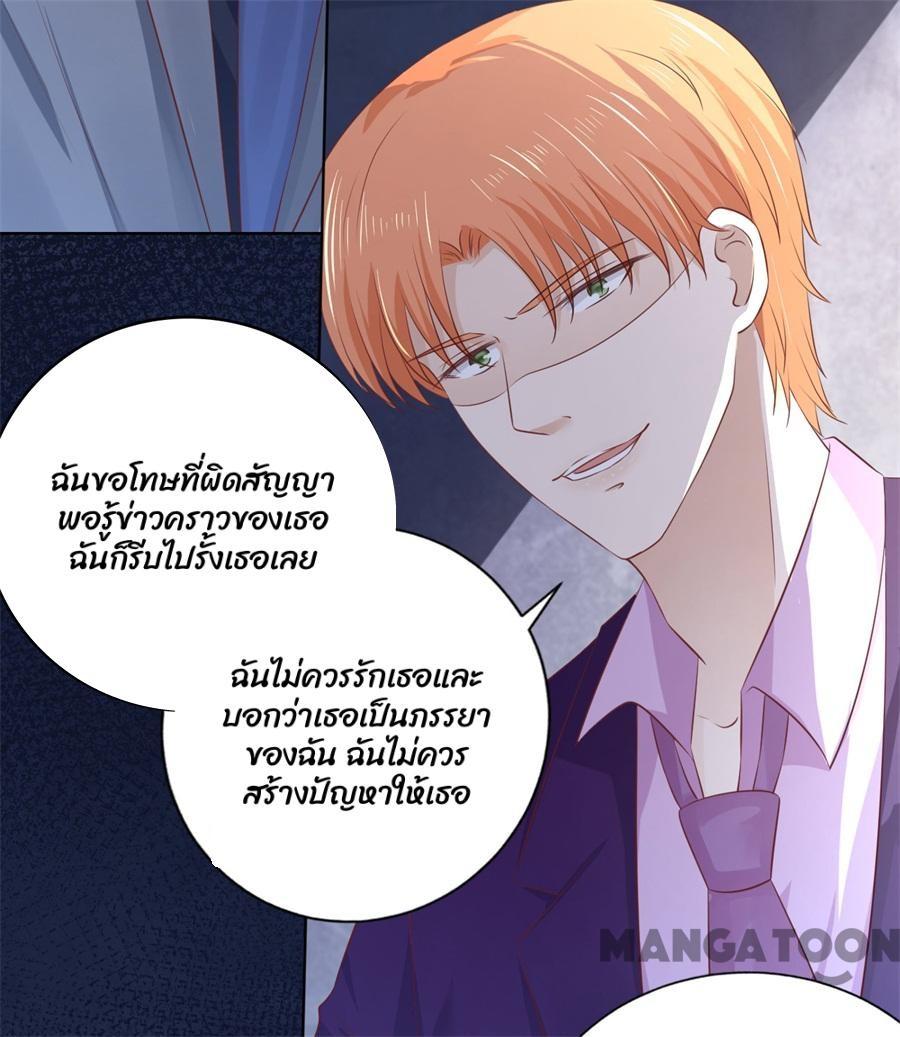 ฉันขอโทษที่ผิดสัญญา
พอรู้ข่าวคราวของเธอ
ฉันก็รีบไปรั้งเธอเลย
ฉันไม่ควรรักเธอและ
บอกว่าเธอเป็นภรรยา
ของฉัน ฉันไม่ควร
สร้างปัญหาให้เธอ
MANGATOON